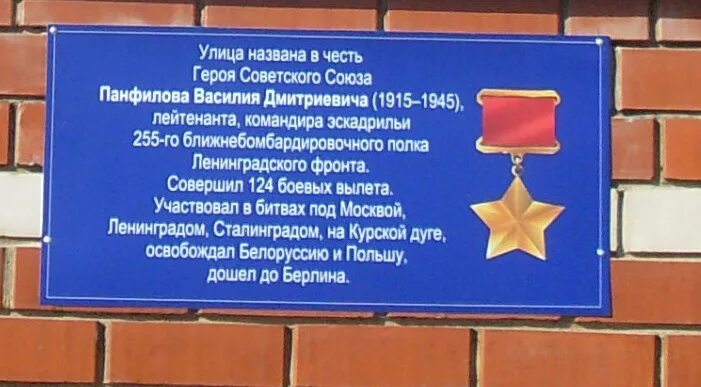 Улица названа в честь
Героя Советского Союза
Панфилова Василия Дмитриевича (1915–1945),
лейтенанта, командира эскадрильи
255-го ближнебомбардировочного полка
Ленинградского фронта.
Совершил 124 боевых вылета.
Участвовал в битвах под Москвой,
Ленинградом, Сталинградом, на Курской дуге,
освобождал Белоруссию и Польшу,
дошел до Берлина.